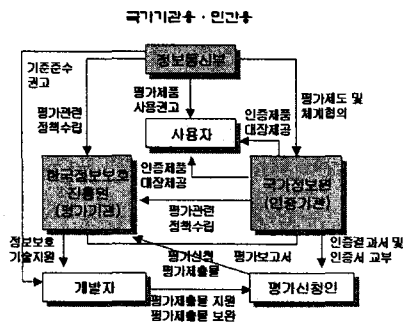 국가기관용 · 민간용
정보통신부
기준준수
권고
평가관련
정책수립
평가제품
사용권고
평가제도 및
체계협의
사용자
인증제품
대장제공
한국정보보호
진흥원
(평가기관)
인증제품
대장제공
국가정보원
(인증기관)
평가관련
정책수립
정보보호
기술지원
평가신청
평가제출물
평가보고서
인증결과서 및
인증서 교부
개발자
평가제출물 지원
평가제출물 보완
평가신청인